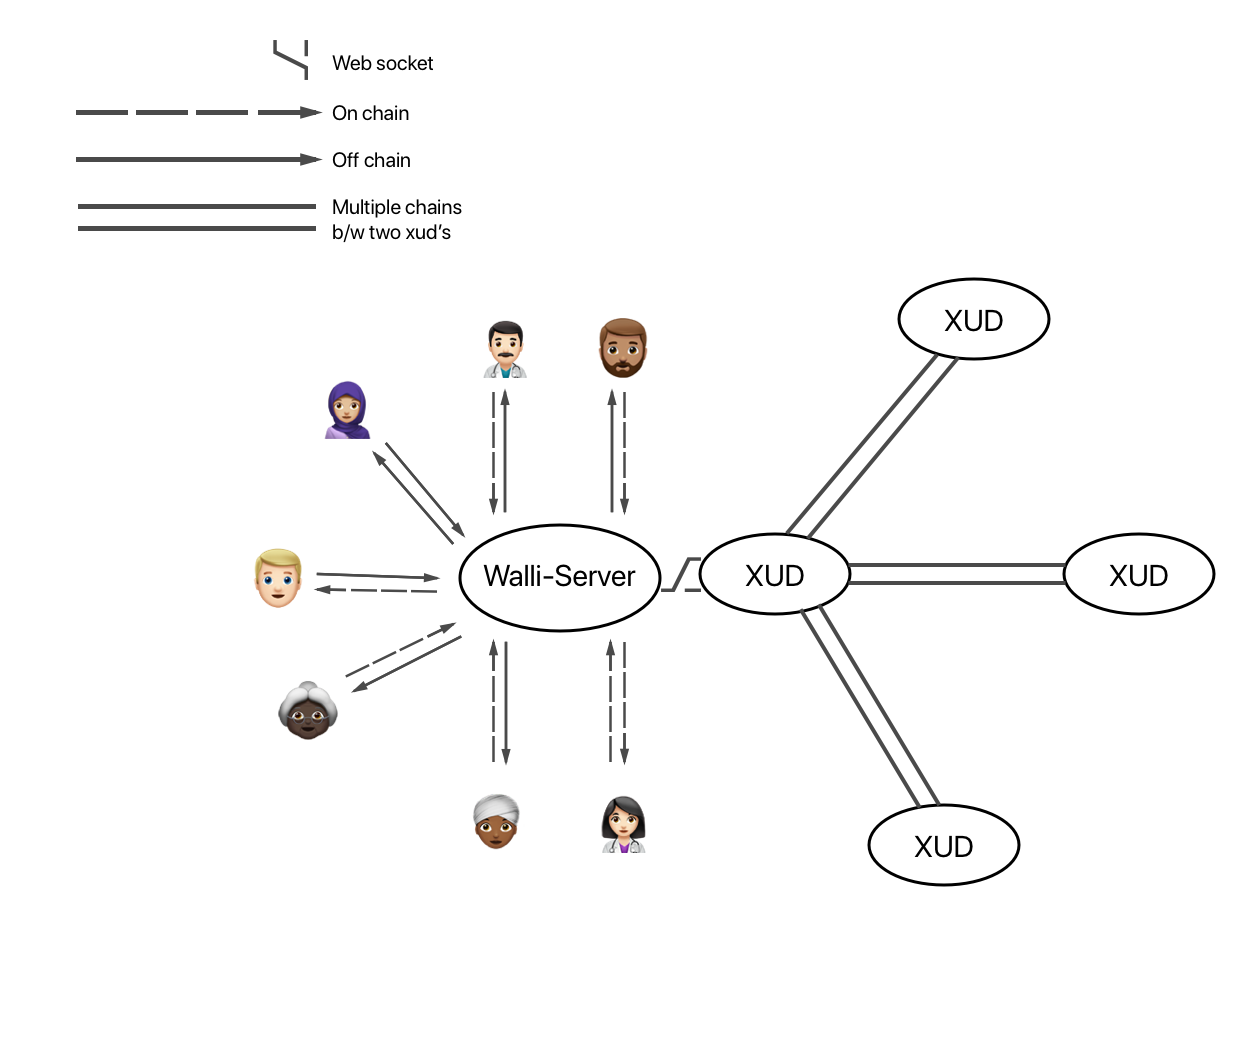 Web socket
On chain
Off chain
Multiple chains
b/w two xud’s
XUD
Walli-Server
XUD
XUD
XUD